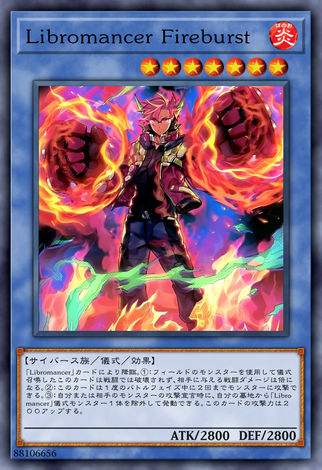 Libromancer Fireburst
ほのお
炎
【サイバース族／儀式／効果】
「Libromancer」カードにより降臨。①：フィールドのモンスターを使用して儀式
召喚したこのカードは戦闘では破壊されず、相手に与える戦闘ダメージは倍に
なる。②：このカードは１度のバトルフェイズ中に２回までモンスターに攻撃で
きる。③：自分または相手のモンスターの攻撃宣言時に、自分の墓地から「Libro
mancer」儀式モンスター１体を除外して発動できる。このカードの攻撃力は２
００アップする。
ATK/2800 DEF/2800
88106656